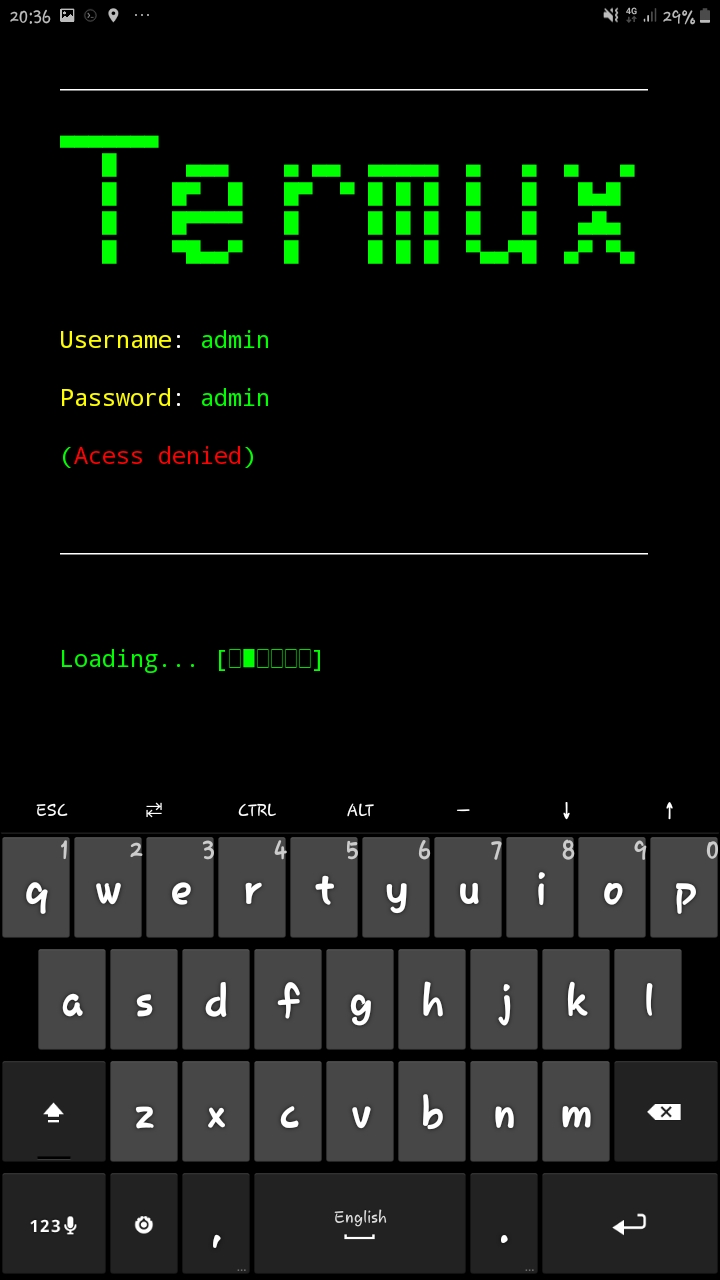 20:36 4G 29%
Termux
Username: admin
Password: admin
(Acess denied)
Loading... []
ESC CTRL ALT — ↓ ↑
1 2 3 4 5 6 7 8 9 0
q w e r t y u i o p
a s d f g h j k l
z x c v b n m
123 , English .